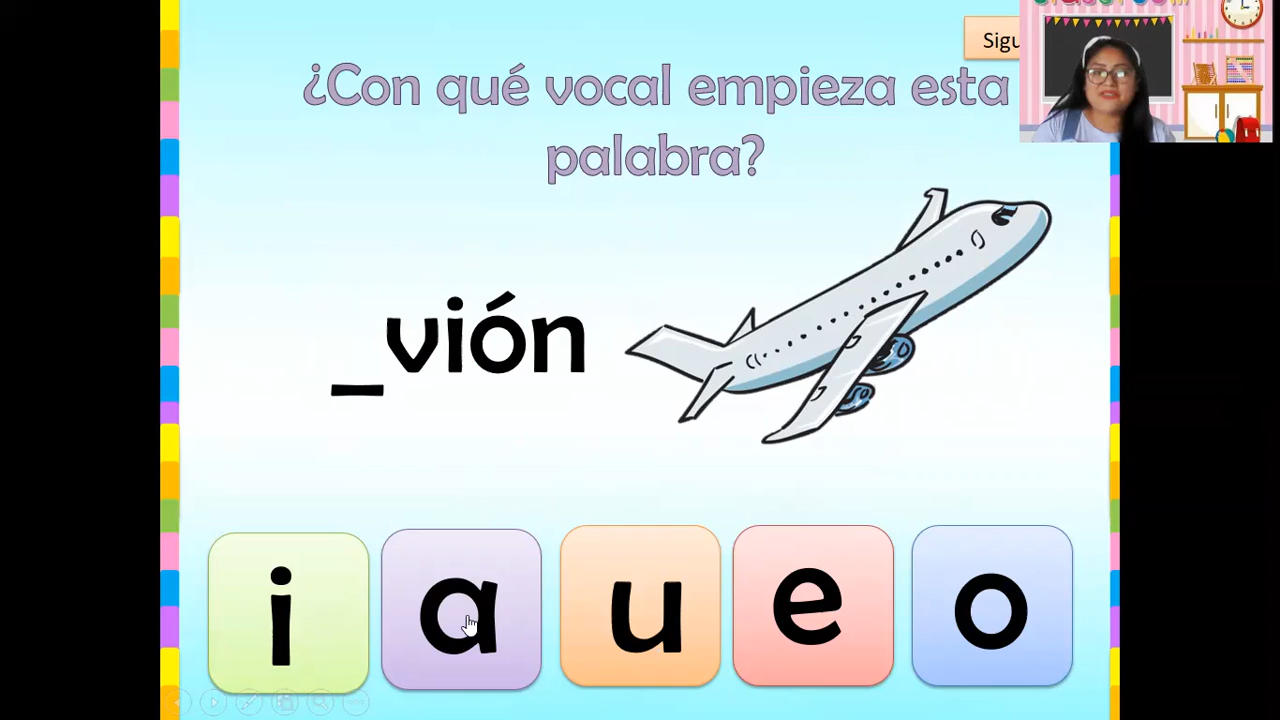 Sigu
¿Con qué vocal empieza esta
palabra?
_vión
i a u e o